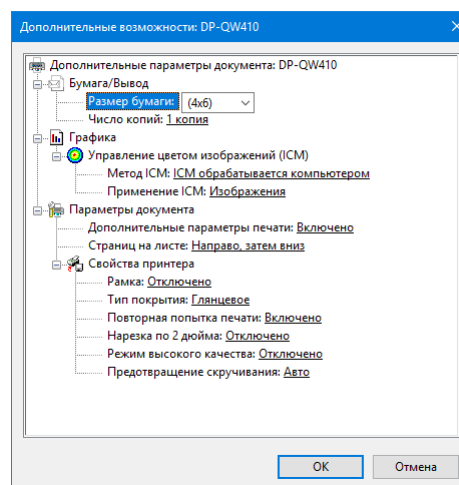 Дополнительные возможности: DP-QW410
Дополнительные параметры документа: DP-QW410
Бумага/Вывод
Размер бумаги: (4x6)
Число копий: 1 копия
Графика
Управление цветом изображений (ICM)
Метод ICM: ICM обрабатывается компьютером
Применение ICM: Изображения
Параметры документа
Дополнительные параметры печати: Включено
Страниц на листе: Направо, затем вниз
Свойства принтера
Рамка: Отключено
Тип покрытия: Глянцевое
Повторная попытка печати: Включено
Нарезка по 2 дюйма: Отключено
Режим высокого качества: Отключено
Предотвращение скручивания: Авто
ОК Отмена